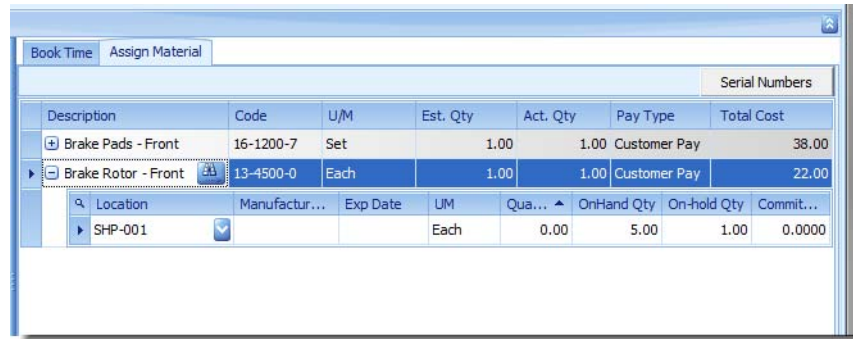 Book Time Assign Material
Serial Numbers
Description Code U/M Est. Qty Act. Qty Pay Type Total Cost
Brake Pads - Front 16-1200-7 Set 1.00 1.00 Customer Pay 38.00
Brake Rotor - Front 13-4500-0 Each 1.00 1.00 Customer Pay 22.00
Location Manufactur... Exp Date UM Qua... OnHand Qty On-hold Qty Commit...
SHP-001 Each 0.00 5.00 1.00 0.0000